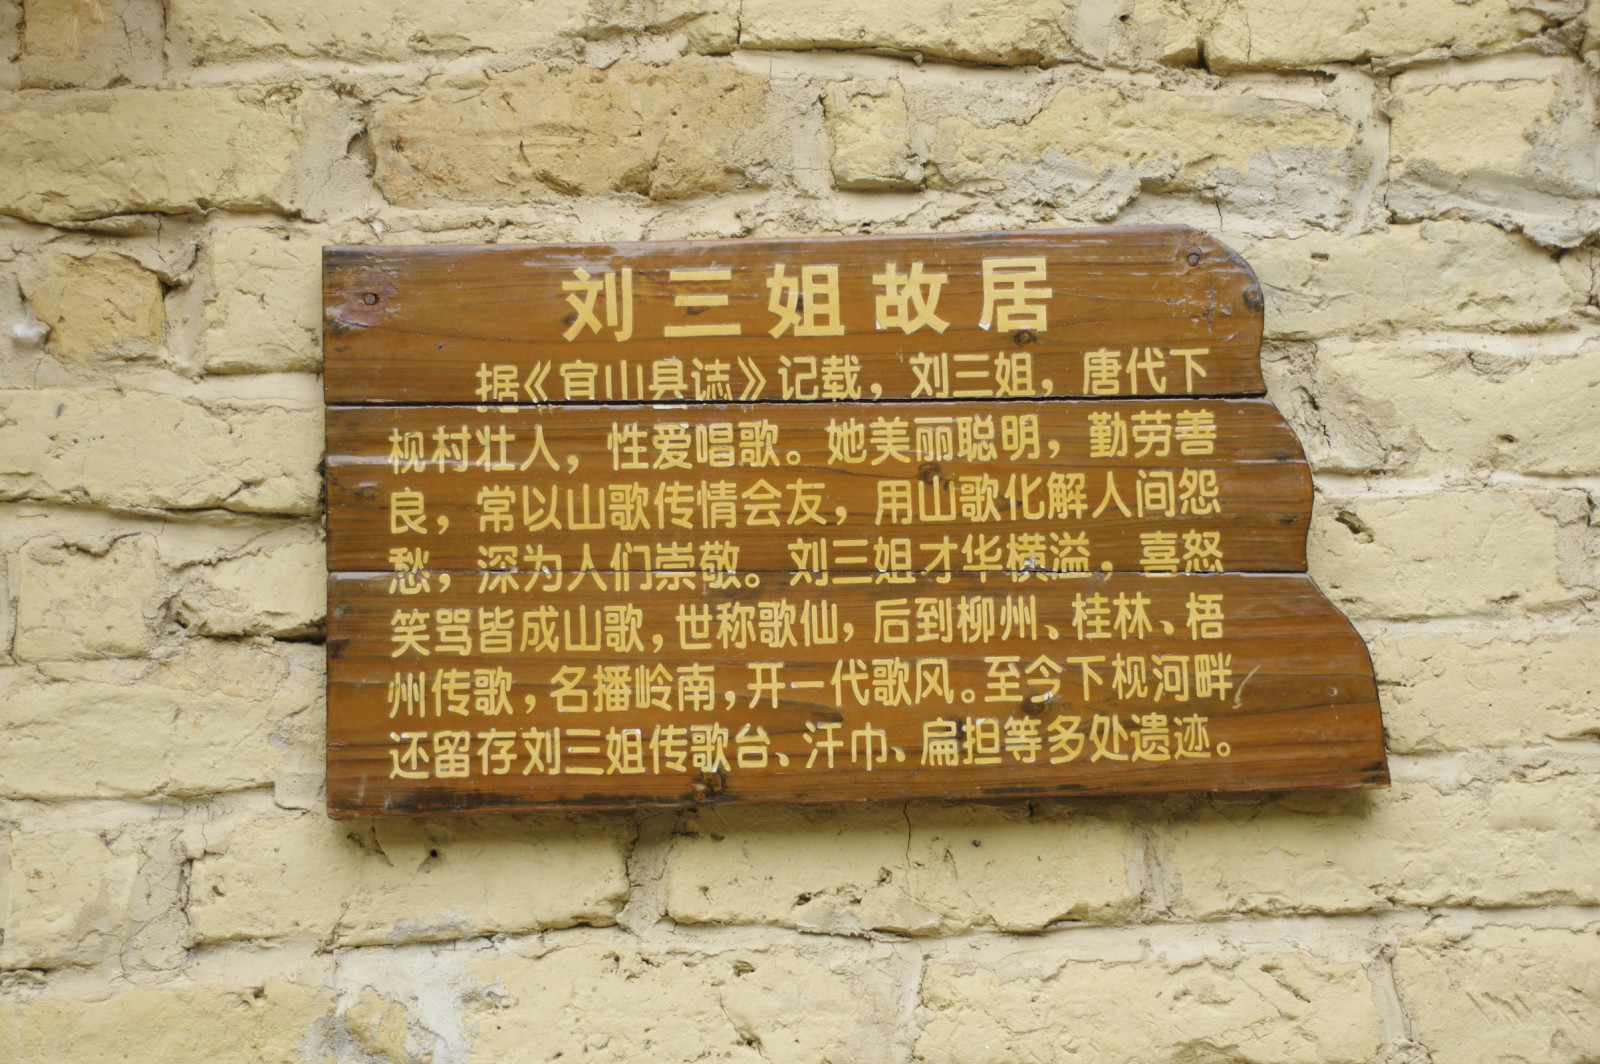 刘三姐故居
据《宜山县志》记载，刘三姐，唐代下
枧村壮人，性爱唱歌。她美丽聪明，勤劳善
良，常以山歌传情会友，用山歌化解人间怨
愁，深为人们崇敬。刘三姐才华横溢，喜怒
笑骂皆成山歌，世称歌仙，后到柳州、桂林、梧
州传歌，名播岭南，开一代歌风。至今下枧河畔
还留存刘三姐传歌台、汗巾、扁担等多处遗迹。